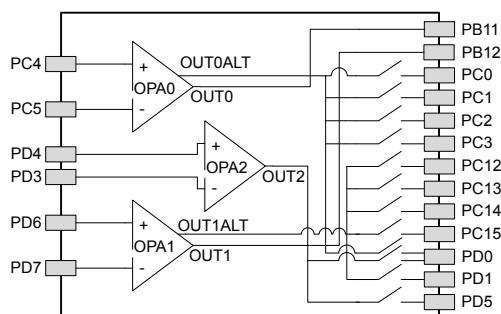 PC4
PC5
PD4
PD3
PD6
PD7
+
OPA0
-
OUT0ALT
OUT0
+
OPA2
-
OUT2
+
OPA1
-
OUT1ALT
OUT1
PB11
PB12
PC0
PC1
PC2
PC3
PC12
PC13
PC14
PC15
PD0
PD1
PD5